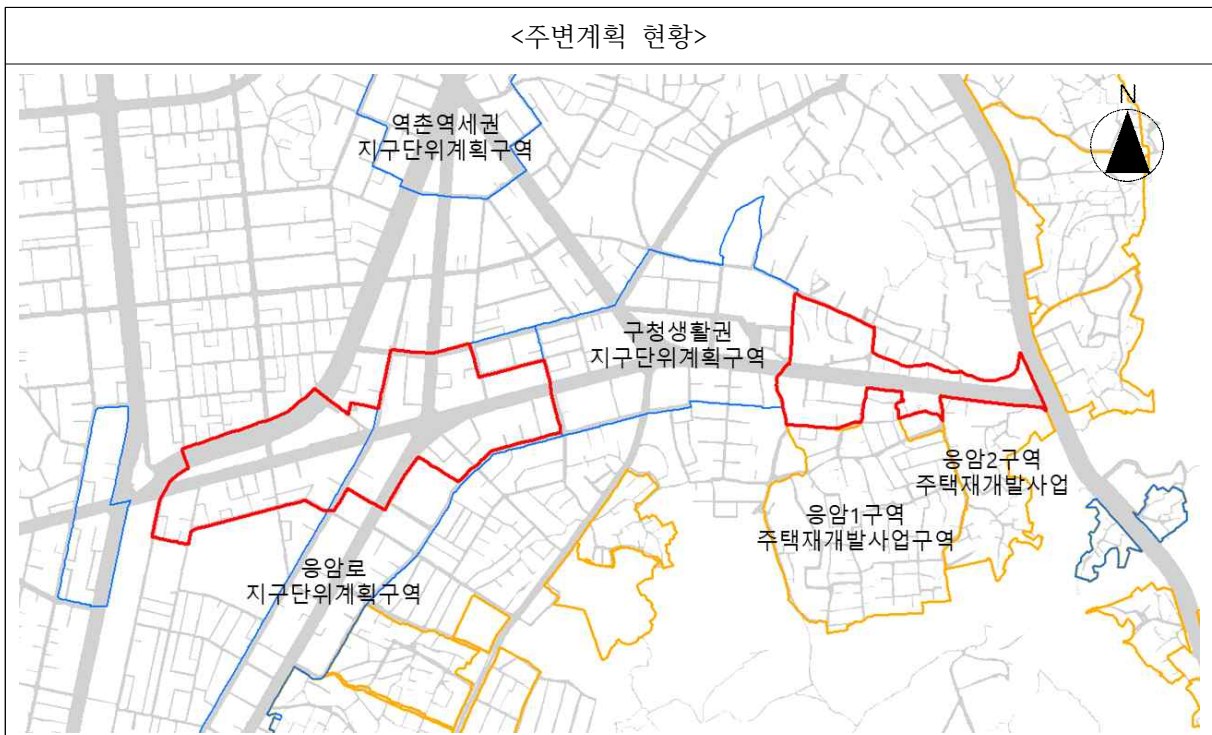 <주변계획 현황>
N
역촌역세권
지구단위계획구역
구청생활권
지구단위계획구역
응암2구역
주택재개발사업
응암1구역
주택재개발사업구역
응암로
지구단위계획구역